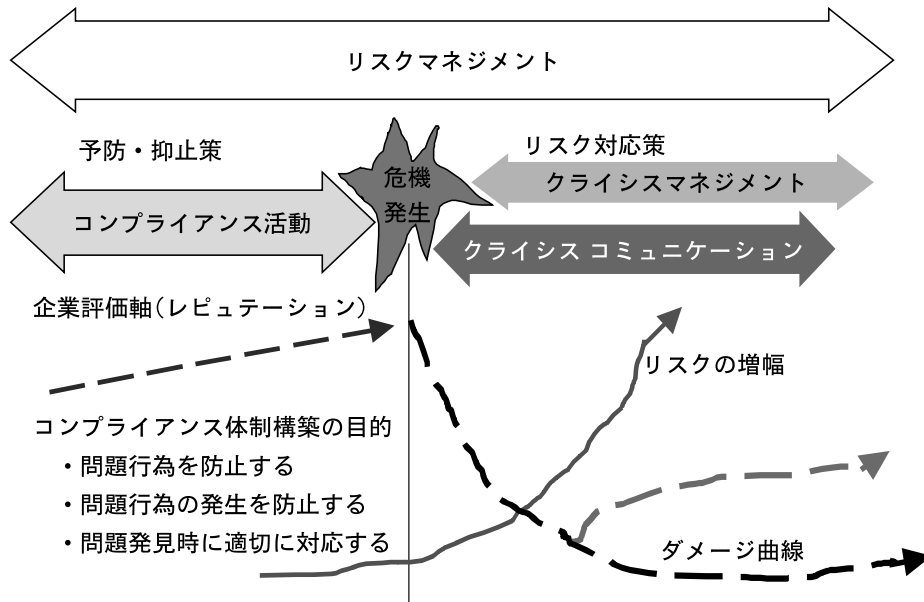 リスクマネジメント
予防・抑止策
リスク対応策
危機
発生
クライシスマネジメント
コンプライアンス活動
クライシス コミュニケーション
企業評価軸(レピュテーション)
リスクの増幅
コンプライアンス体制構築の目的
・問題行為を防止する
・問題行為の発生を防止する
・問題発見時に適切に対応する
ダメージ曲線